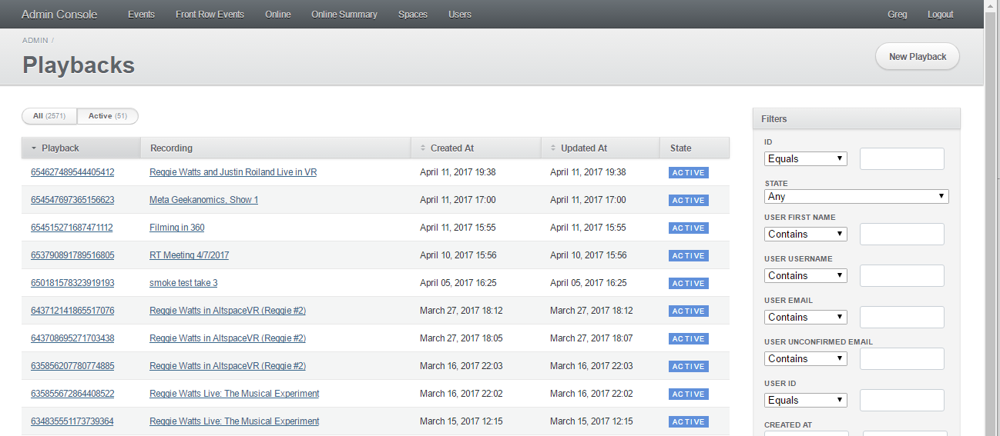 Admin Console Events Front Row Events Online Online Summary Spaces Users Greg Logout
ADMIN /
Playbacks
New Playback
All (2571) Active (51)
Playback Recording Created At Updated At State
654627489544405412 Reggie Watts and Justin Roiland Live in VR April 11, 2017 19:38 April 11, 2017 19:38 ACTIVE
654547697365156623 Meta Geekanomics, Show 1 April 11, 2017 17:00 April 11, 2017 17:00 ACTIVE
654515271687471112 Filming in 360 April 11, 2017 15:55 April 11, 2017 15:55 ACTIVE
653790891789516805 RT Meeting 4/7/2017 April 10, 2017 15:56 April 10, 2017 15:56 ACTIVE
650181578323919193 smoke test take 3 April 05, 2017 16:25 April 05, 2017 16:25 ACTIVE
643712141865517076 Reggie Watts in AltspaceVR (Reggie #2) March 27, 2017 18:12 March 27, 2017 18:12 ACTIVE
643708695271703438 Reggie Watts in AltspaceVR (Reggie #2) March 27, 2017 18:05 March 27, 2017 18:07 ACTIVE
635856207780774885 Reggie Watts in AltspaceVR (Reggie #2) March 16, 2017 22:03 March 16, 2017 22:03 ACTIVE
635855672864408522 Reggie Watts Live: The Musical Experiment March 16, 2017 22:02 March 16, 2017 22:02 ACTIVE
634835551173739364 Reggie Watts Live: The Musical Experiment March 15, 2017 12:15 March 15, 2017 12:15 ACTIVE
Filters
ID
Equals
STATE
Any
USER FIRST NAME
Contains
USER USERNAME
Contains
USER EMAIL
Contains
USER UNCONFIRMED EMAIL
Contains
USER ID
Equals
CREATED AT